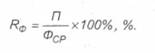 R_Ф = П / Ф_СР × 100%, %.